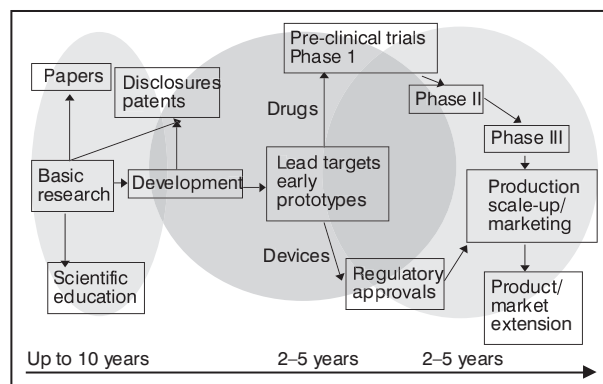 Pre-clinical trials
Phase 1
Papers
Disclosures
patents
Phase II
Drugs
Phase III
Basic
research
Development
Lead targets
early
prototypes
Production
scale-up/
marketing
Devices
Scientific
education
Regulatory
approvals
Product/
market
extension
Up to 10 years
2–5 years
2–5 years